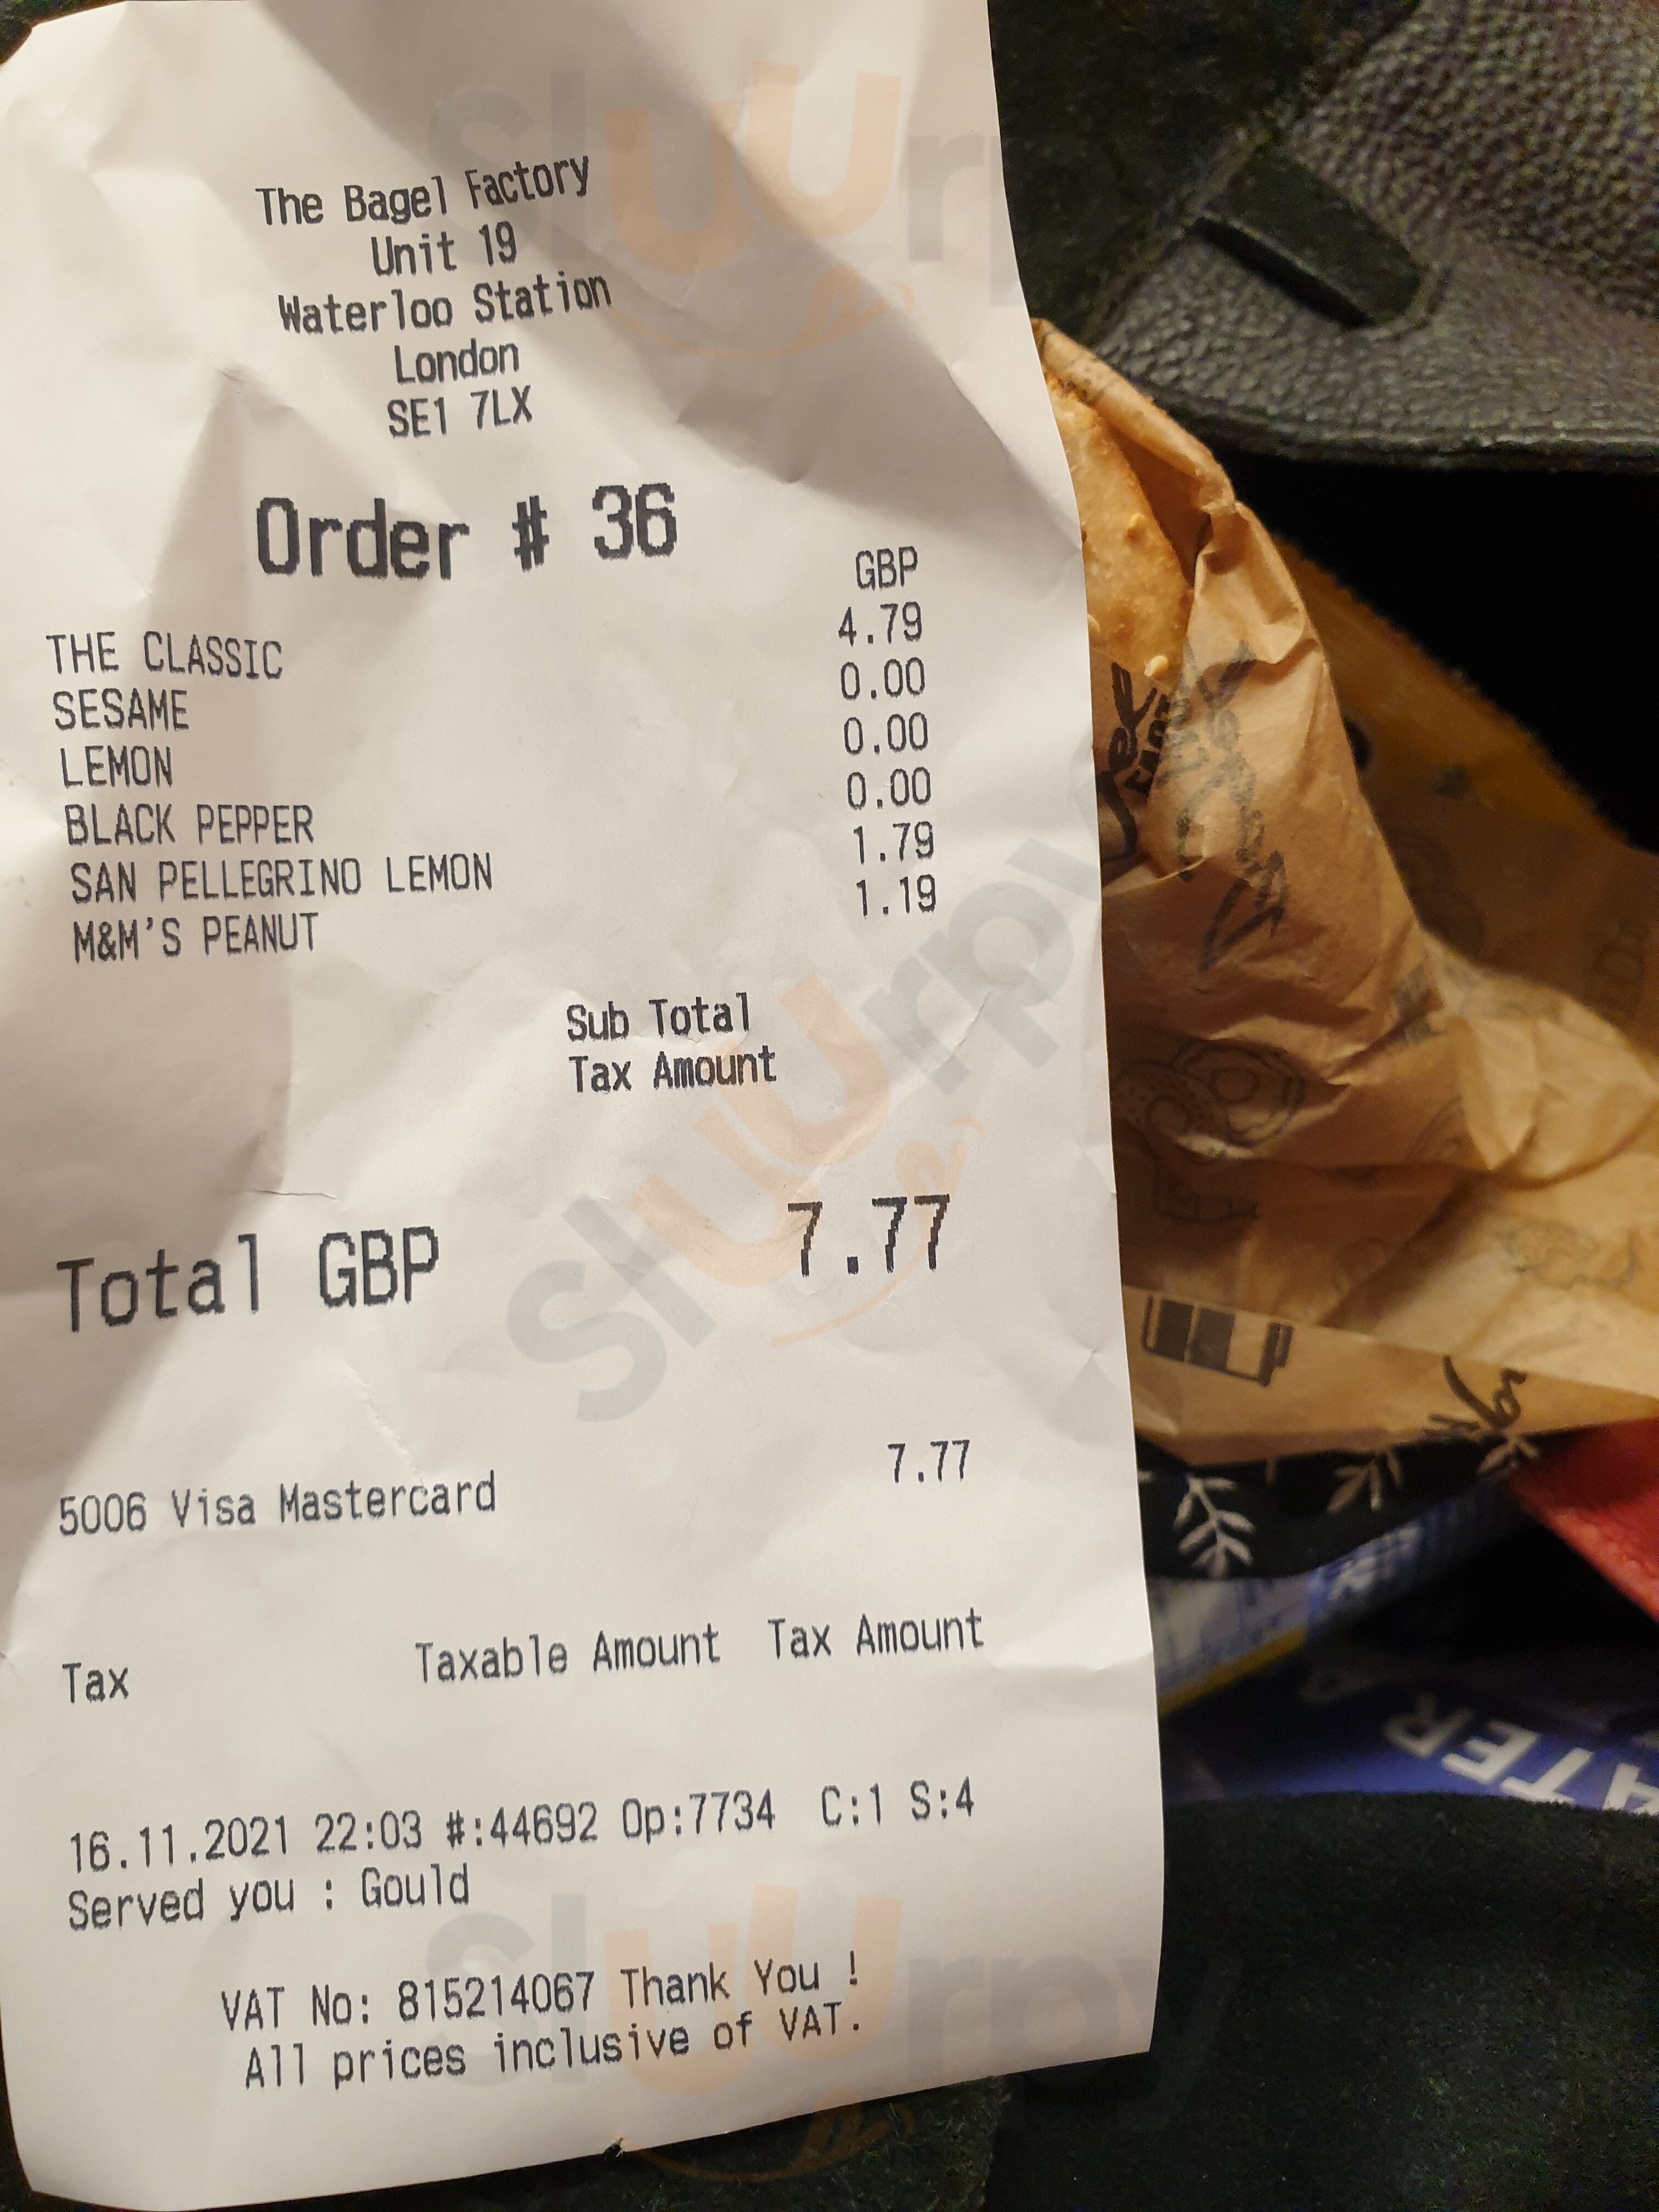 The Bagel Factory
Unit 19
Waterloo Station
London
SE1 7LX
Order # 36
GBP
THE CLASSIC 4.79
SESAME 0.00
LEMON 0.00
BLACK PEPPER 0.00
SAN PELLEGRINO LEMON 1.79
M&M'S PEANUT 1.19
Sub Total
Tax Amount
Total GBP 7.77
5006 Visa Mastercard 7.77
Tax Taxable Amount Tax Amount
16.11.2021 22:03 #:44692 Op:7734 C:1 S:4
Served you : Gould
VAT No: 815214067 Thank You !
All prices inclusive of VAT.
Sluurpy
Sluurpy
Sluurpy